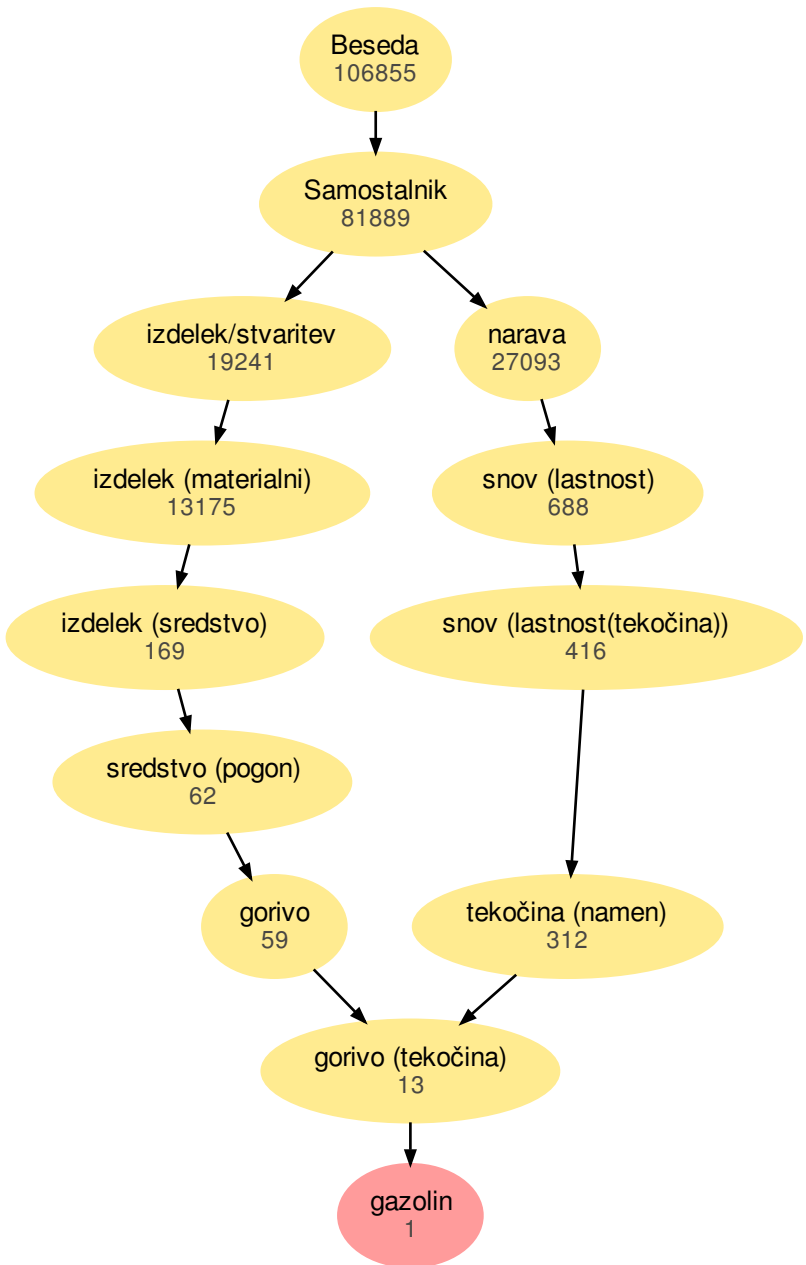 Beseda
106855
Samostalnik
81889
izdelek/stvaritev
19241
narava
27093
izdelek (materialni)
13175
snov (lastnost)
688
izdelek (sredstvo)
169
snov (lastnost(tekočina))
416
sredstvo (pogon)
62
gorivo
59
tekočina (namen)
312
gorivo (tekočina)
13
gazolin
1